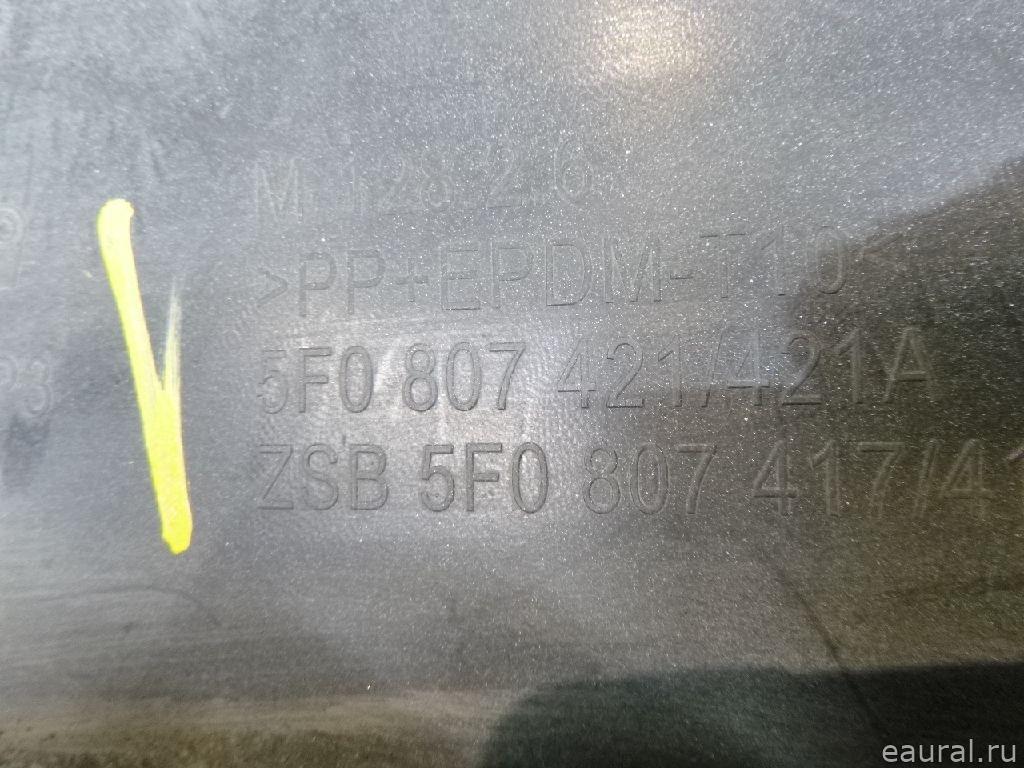 >PP+EPDM-T10<
5F0 807 421/421A
ZSB 5F0 807 417/41
eaural.ru